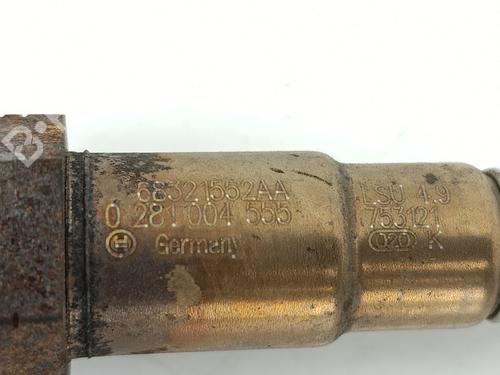 68321552AA
0 281 004 555
Germany
LSU 4.9
753121
K